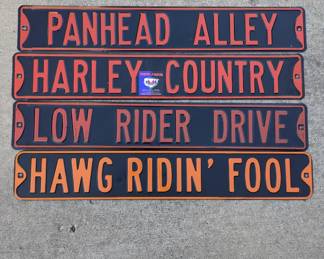 PANHEAD ALLEY
HARLEY COUNTRY
LOW RIDER DRIVE
HAWG RIDIN' FOOL